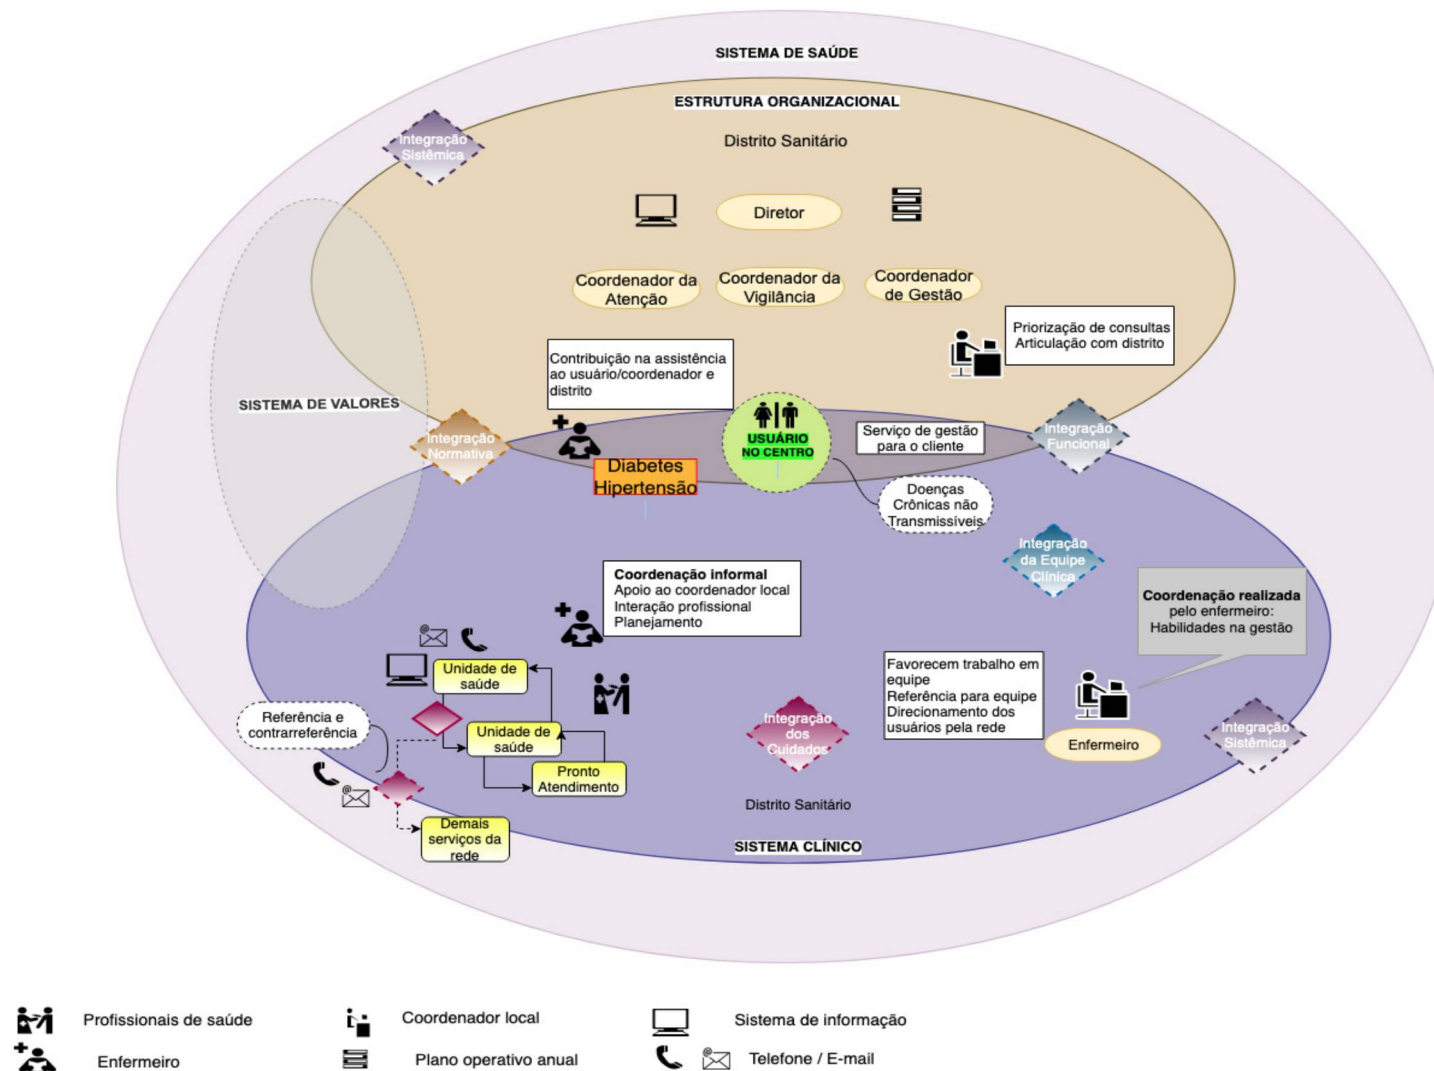 SISTEMA DE SAÚDE
ESTRUTURA ORGANIZACIONAL
Distrito Sanitário
Integração
Sistêmica
Diretor
Coordenador da
Atenção
Coordenador da
Vigilância
Coordenador
de Gestão
Priorização de consultas
Articulação com distrito
Contribuição na assistência
ao usuário/coordenador e
distrito
SISTEMA DE VALORES
Integração
Normativa
USUÁRIO
NO CENTRO
Serviço de gestão
para o cliente
Integração
Funcional
Diabetes
Hipertensão
Doenças
Crônicas não
Transmissíveis
Integração
da Equipe
Clínica
Coordenação informal
Apoio ao coordenador local
Interação profissional
Planejamento
Coordenação realizada
pelo enfermeiro:
Habilidades na gestão
Unidade de
saúde
Favorecem trabalho em
equipe
Referência para equipe
Direcionamento dos
usuários pela rede
Enfermeiro
Referência e
contrarreferência
Unidade de
saúde
Integração
dos
Cuidados
Integração
Sistêmica
Pronto
Atendimento
Distrito Sanitário
Demais
serviços da
rede
SISTEMA CLÍNICO
Profissionais de saúde
Coordenador local
Sistema de informação
Enfermeiro
Plano operativo anual
Telefone / E-mail